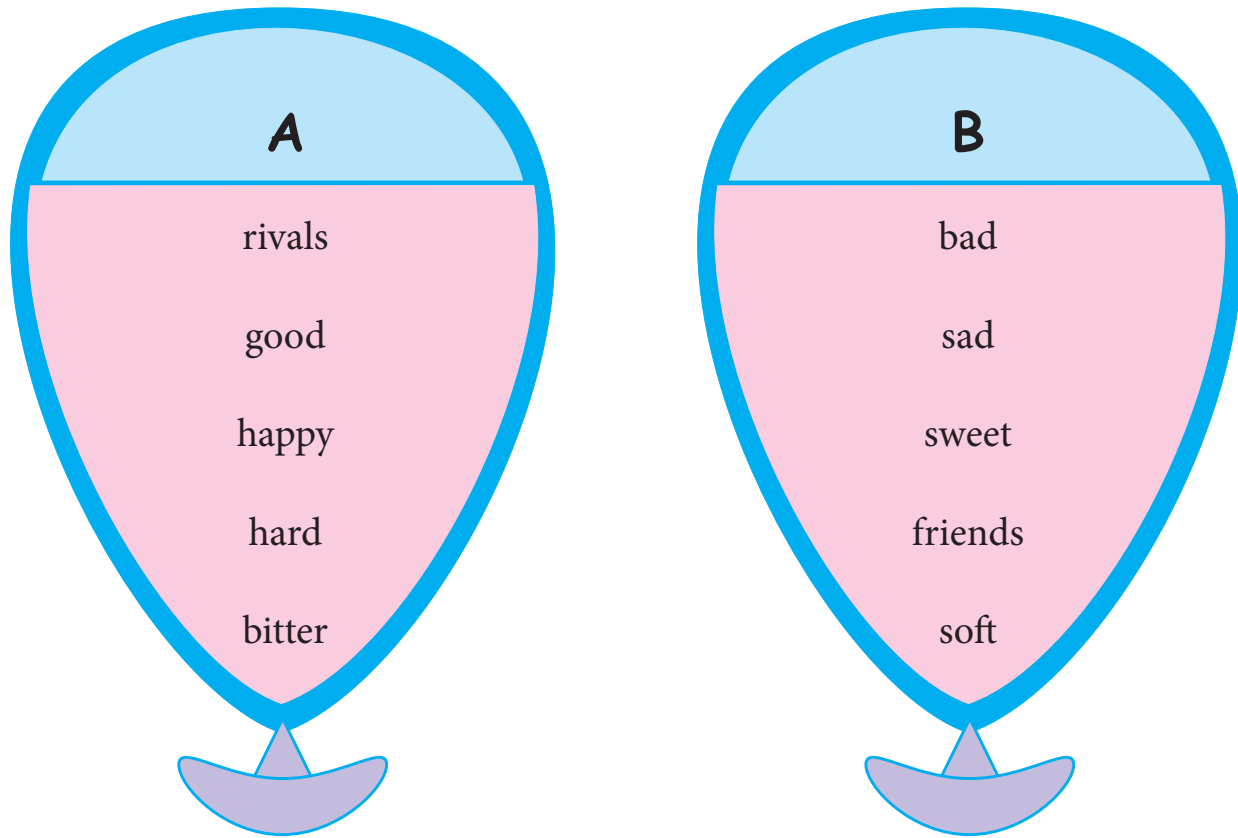 A
rivals
good
happy
hard
bitter
B
bad
sad
sweet
friends
soft